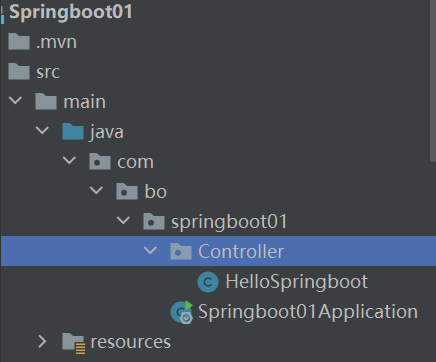 Springboot01
.mvn
src
main
java
com
bo
springboot01
Controller
HelloSpringboot
Springboot01Application
resources